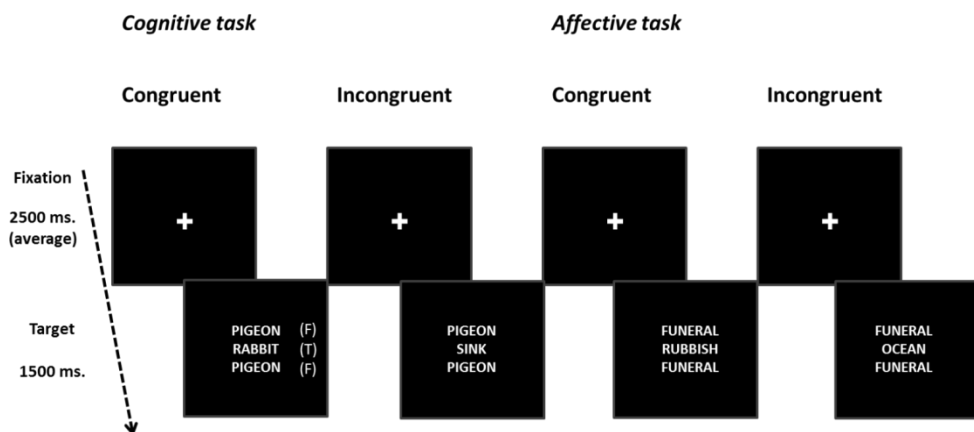 Cognitive task Affective task
Congruent Incongruent Congruent Incongruent
Fixation
2500 ms.
(average)
Target
1500 ms.
PIGEON (F)
RABBIT (T)
PIGEON (F)
PIGEON
SINK
PIGEON
FUNERAL
RUBBISH
FUNERAL
FUNERAL
OCEAN
FUNERAL